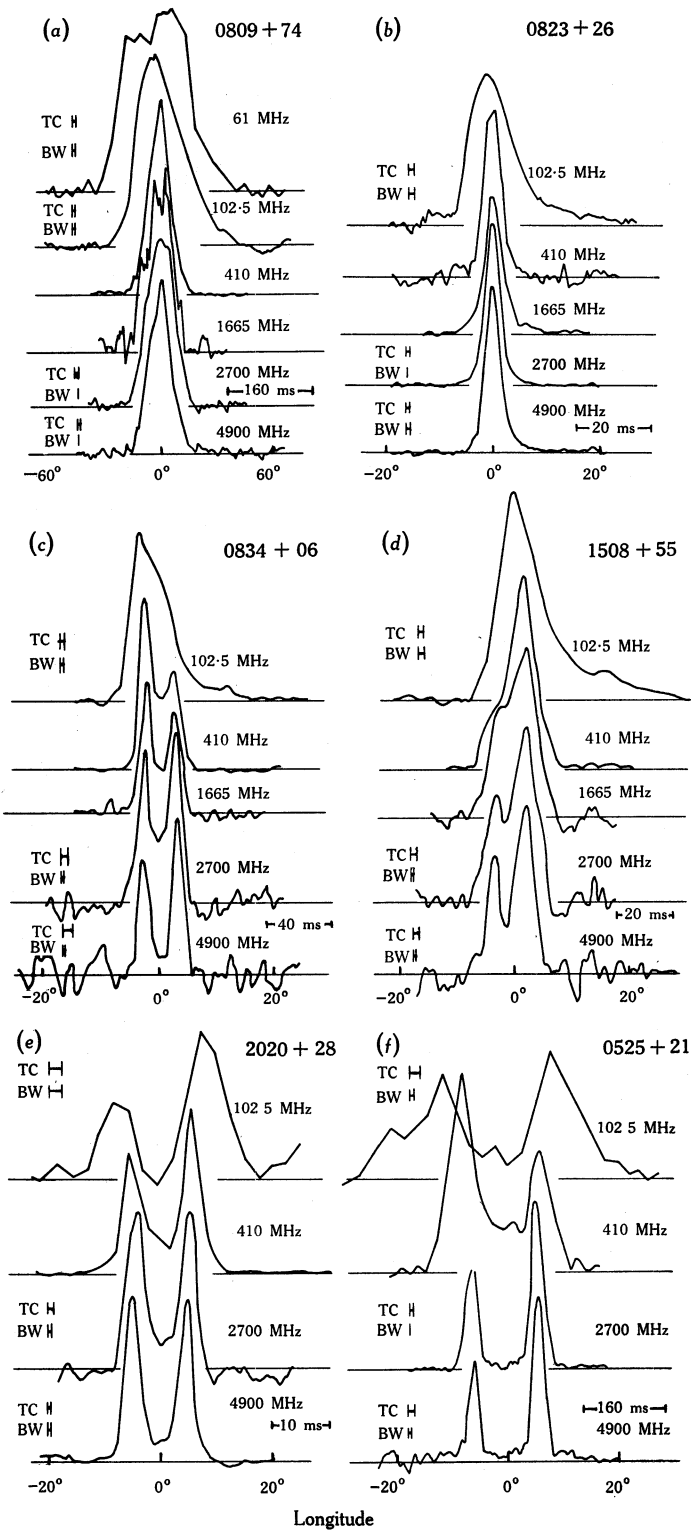 (a) 0809 + 74
TC
BW
61 MHz
TC
BW
102·5 MHz
410 MHz
1665 MHz
TC
BW
2700 MHz
160 ms
TC
BW
4900 MHz
−60° 0° 60°
(b) 0823 + 26
TC
BW
102·5 MHz
410 MHz
1665 MHz
TC
BW
2700 MHz
TC
BW
4900 MHz
20 ms
−20° 0° 20°
(c) 0834 + 06
TC
BW
102·5 MHz
410 MHz
1665 MHz
TC
BW
2700 MHz
40 ms
TC
BW
4900 MHz
−20° 0° 20°
(d) 1508 + 55
TC
BW
102·5 MHz
410 MHz
1665 MHz
TC
BW
2700 MHz
20 ms
TC
BW
4900 MHz
−20° 0° 20°
(e) 2020 + 28
TC
BW
102 5 MHz
410 MHz
TC
BW
2700 MHz
TC
BW
4900 MHz
10 ms
−20° 0° 20°
(f) 0525 + 21
TC
BW
102 5 MHz
410 MHz
TC
BW
2700 MHz
160 ms
TC
BW
4900 MHz
−20° 0° 20°
Longitude